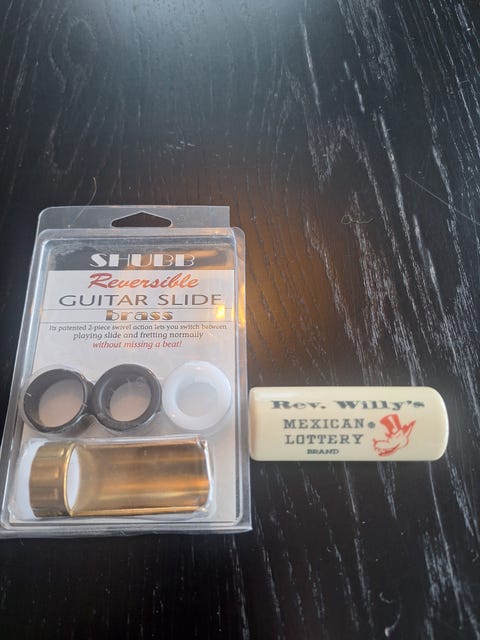 SHUBB
Reversible
GUITAR SLIDE
brass
Its patented 2-piece swivel action lets you switch between
playing slide and fretting normally
without missing a beat!
Rev. Willy's
MEXICAN®
LOTTERY
BRAND